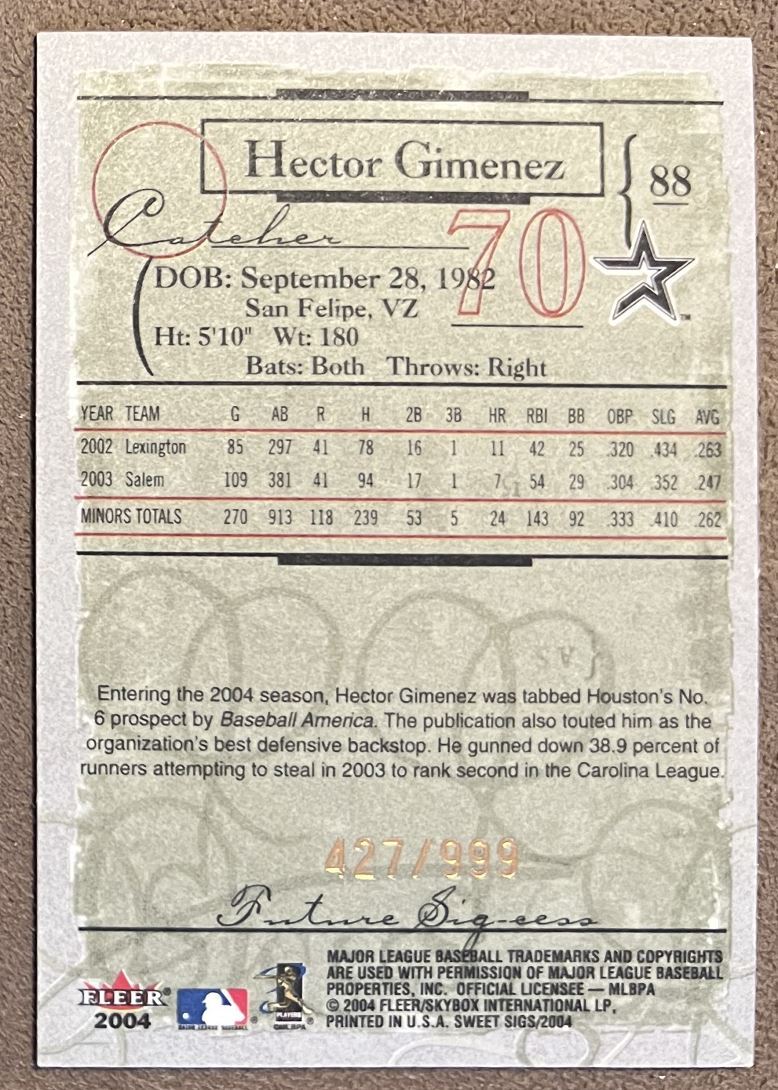 Hector Gimenez
88
Catcher
70
DOB: September 28, 1982
San Felipe, VZ
Ht: 5'10" Wt: 180
Bats: Both Throws: Right
YEAR TEAM G AB R H 2B 3B HR RBI BB OBP SLG AVG
2002 Lexington 85 297 41 78 16 1 11 42 25 .320 .434 .263
2003 Salem 109 381 41 94 17 1 7 54 29 .304 .352 .247
MINORS TOTALS 270 913 118 239 53 5 24 143 92 .333 .410 .262
Entering the 2004 season, Hector Gimenez was tabbed Houston's No.
6 prospect by Baseball America. The publication also touted him as the
organization's best defensive backstop. He gunned down 38.9 percent of
runners attempting to steal in 2003 to rank second in the Carolina League.
427/999
Future Sig-cess
MAJOR LEAGUE BASEBALL TRADEMARKS AND COPYRIGHTS
ARE USED WITH PERMISSION OF MAJOR LEAGUE BASEBALL
PROPERTIES, INC. OFFICIAL LICENSEE — MLBPA
© 2004 FLEER/SKYBOX INTERNATIONAL LP,
PRINTED IN U.S.A. SWEET SIGS/2004
FLEER
2004
MAJOR LEAGUE BASEBALL
PLAYERS